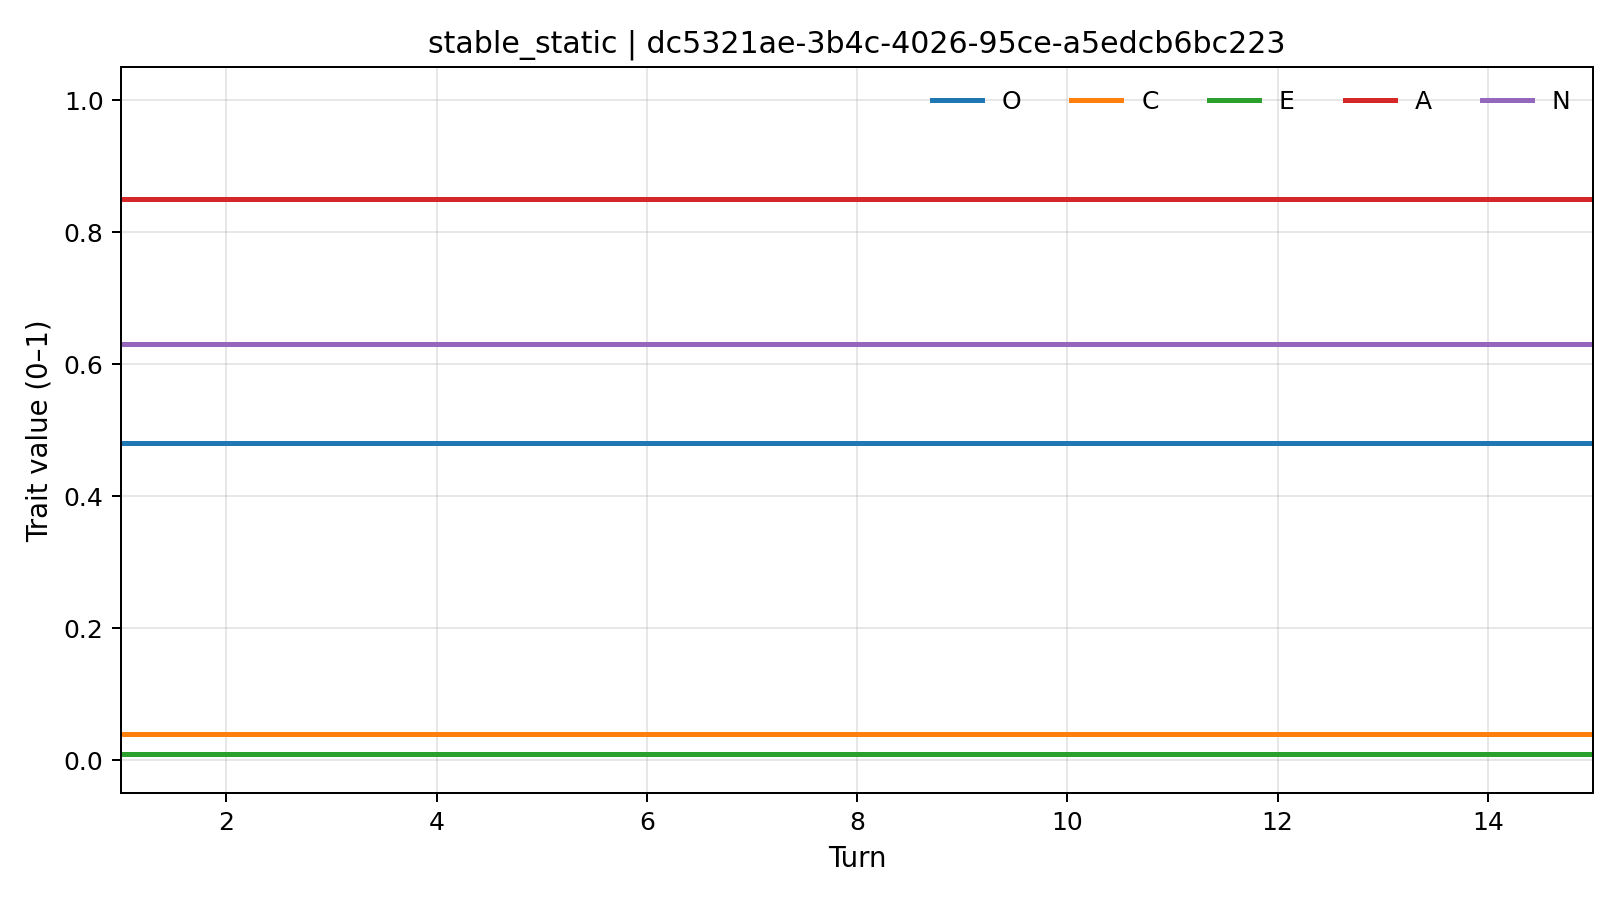 stable_static | dc5321ae-3b4c-4026-95ce-a5edcb6bc223
O C E A N
Trait value (0–1)
1.0
0.8
0.6
0.4
0.2
0.0
2 4 6 8 10 12 14
Turn